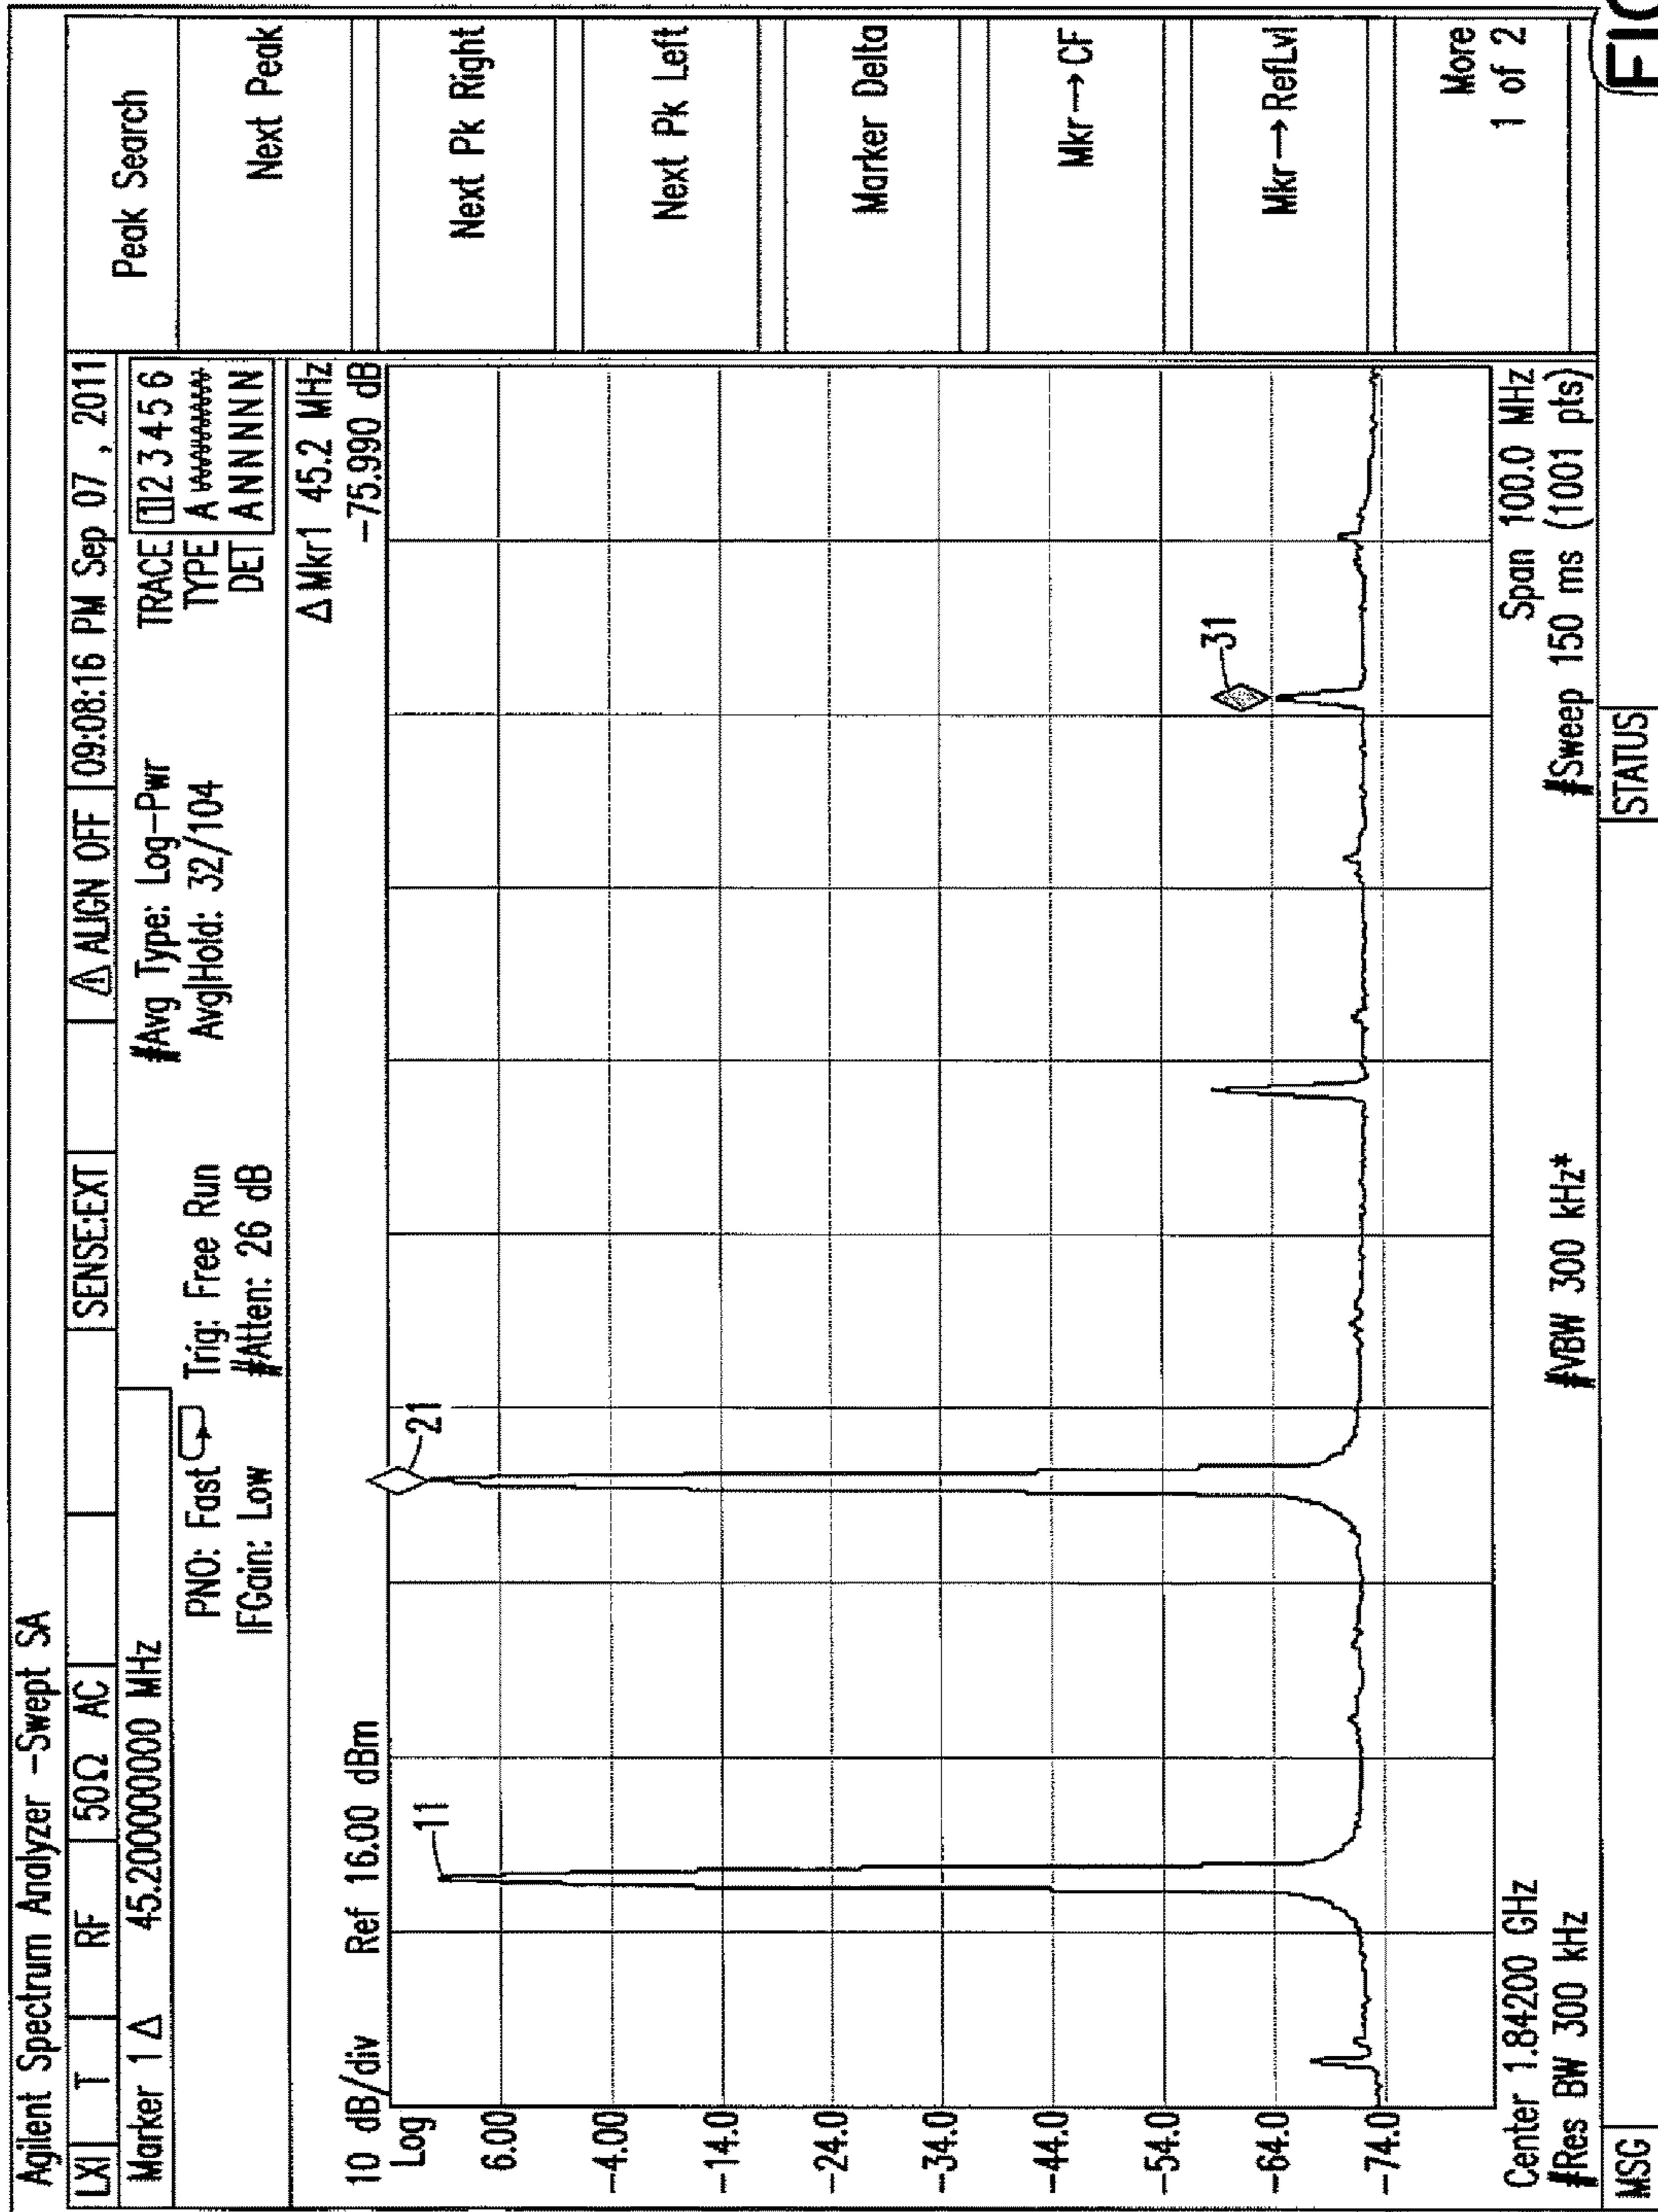 Agilent Spectrum Analyzer -Swept SA
LXI T RF 50Ω AC SENSE:EXT ⚠ ALIGN OFF 09:08:16 PM Sep 07 , 2011
Marker 1 Δ 45.200000000 MHz
PNO: Fast Trig: Free Run
IFGain: Low #Atten: 26 dB
#Avg Type: Log-Pwr
Avg|Hold: 32/104
TRACE 1 2 3 4 5 6
TYPE A WWWWW
DET A N N N N N
Δ Mkr1 45.2 MHz
-75.990 dB
10 dB/div Ref 16.00 dBm
Log
6.00
-4.00
-14.0
-24.0
-34.0
-44.0
-54.0
-64.0
-74.0
11
21
31
Center 1.84200 GHz Span 100.0 MHz
#Res BW 300 kHz #VBW 300 kHz* #Sweep 150 ms (1001 pts)
MSG STATUS
Peak Search
Next Peak
Next Pk Right
Next Pk Left
Marker Delta
Mkr→CF
Mkr→RefLvl
More
1 of 2